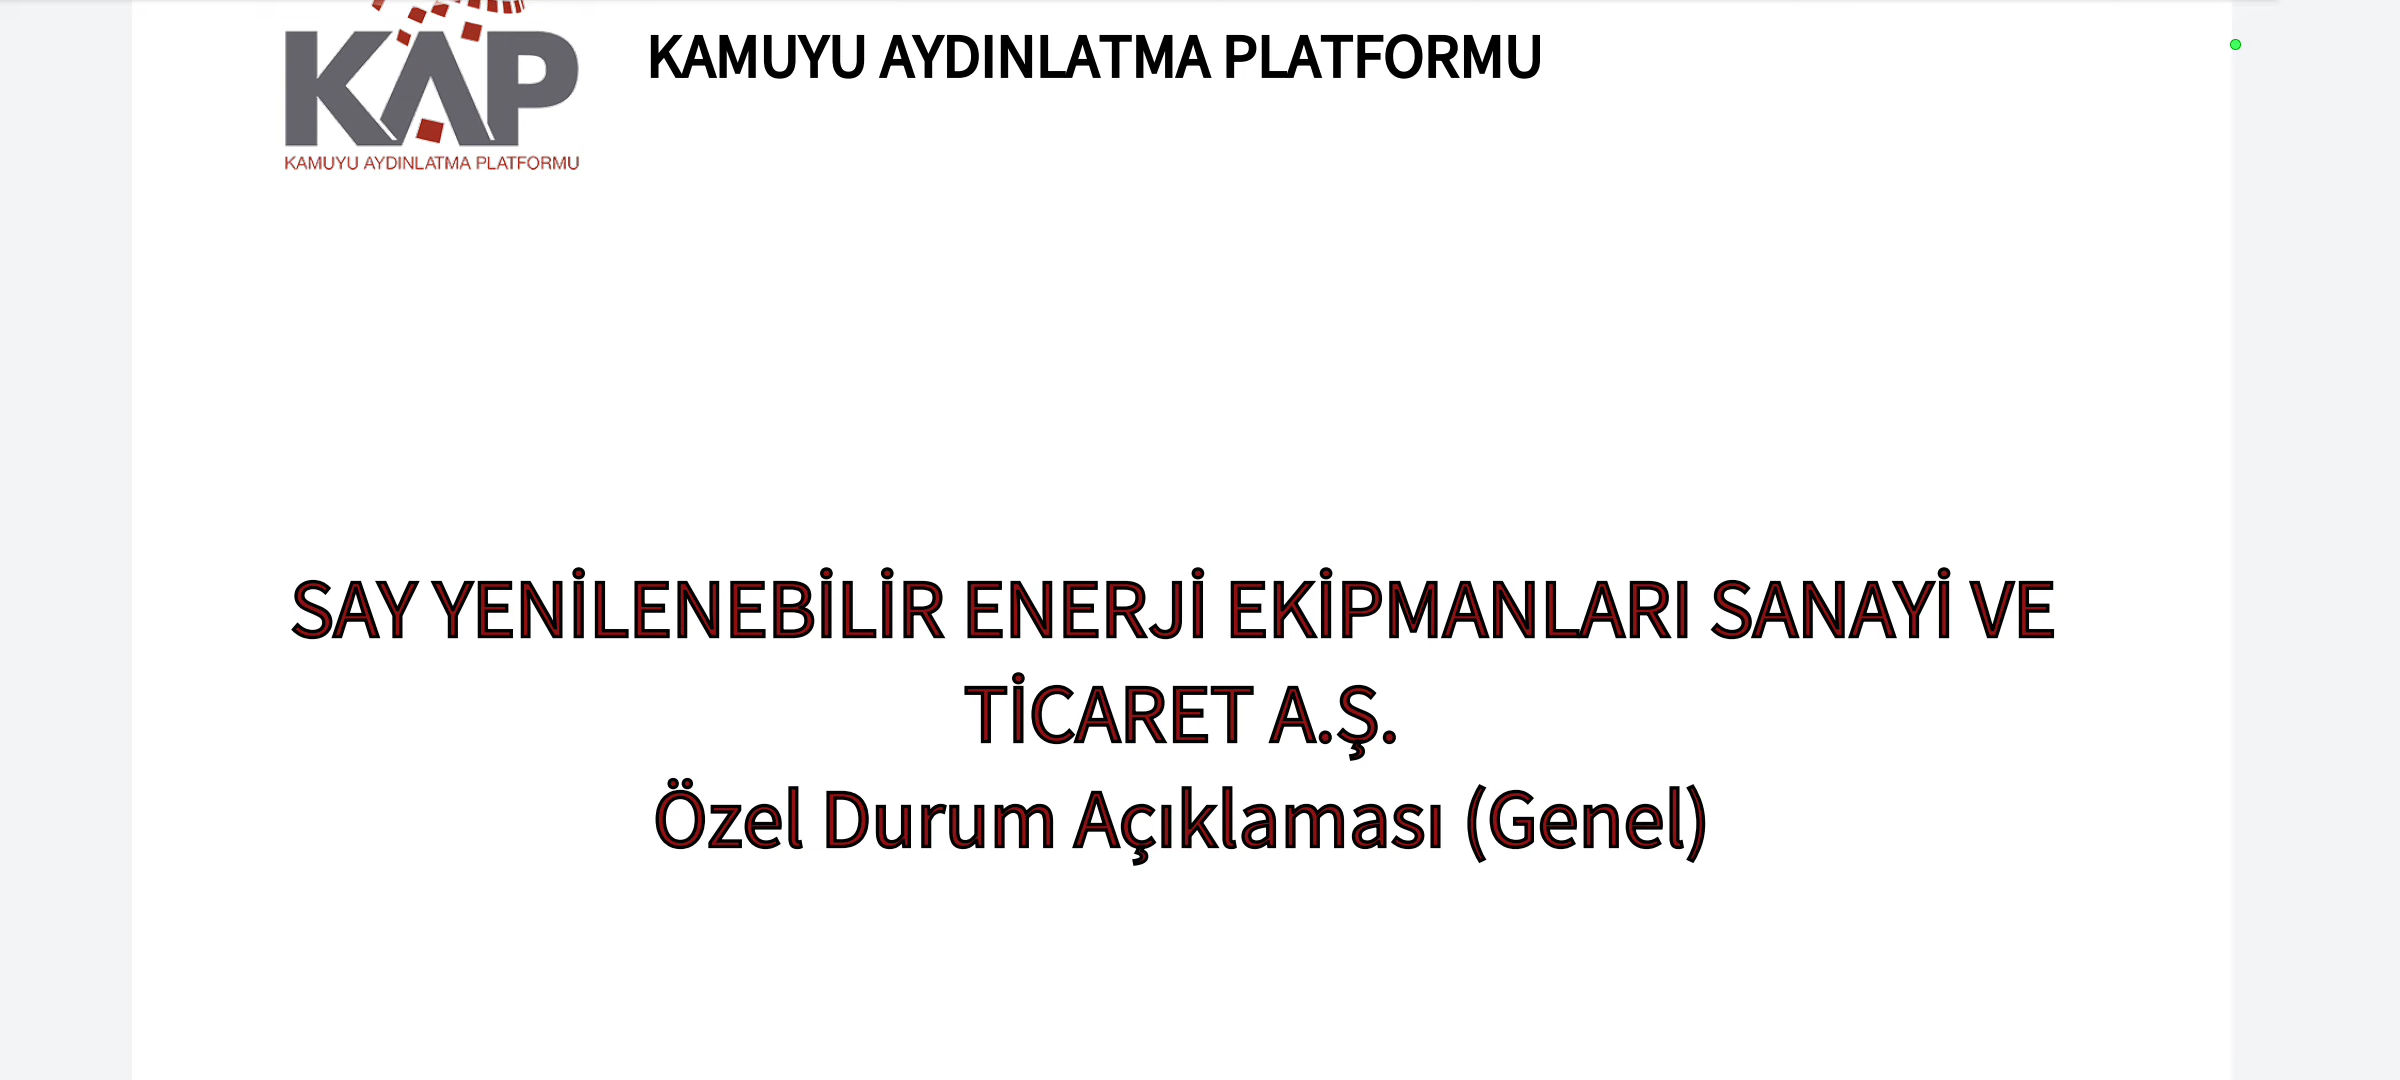 KAP
KAMUYU AYDINLATMA PLATFORMU
KAMUYU AYDINLATMA PLATFORMU
SAY YENİLENEBİLİR ENERJİ EKİPMANLARI SANAYİ VE
TİCARET A.Ş.
Özel Durum Açıklaması (Genel)